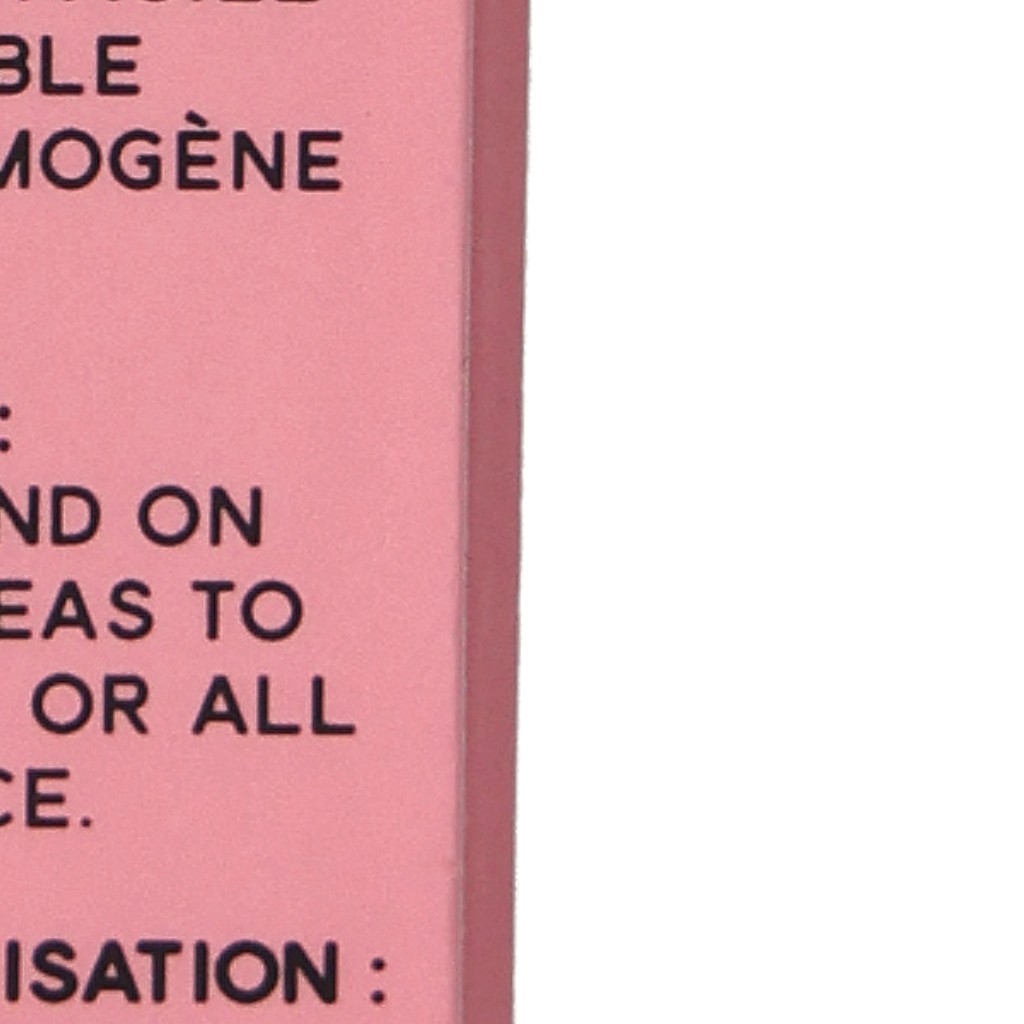 BLE
MOGÈNE
:
ND ON
EAS TO
OR ALL
CE.
ISATION :